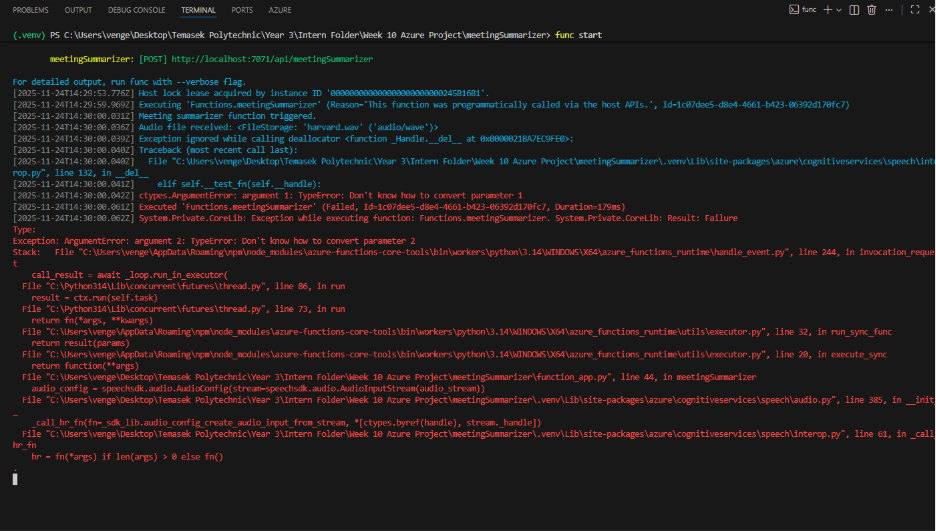 PROBLEMS OUTPUT DEBUG CONSOLE TERMINAL PORTS AZURE
func
(.venv) PS C:\Users\venge\Desktop\Temasek Polytechnic\Year 3\Intern Folder\Week 10 Azure Project\meetingSummarizer> func start
meetingSummarizer: [POST] http://localhost:7071/api/meetingSummarizer
For detailed output, run func with --verbose flag.
[2025-11-24T14:29:53.776Z] Host lock lease acquired by instance ID '000000000000000000000000245B16B1'.
[2025-11-24T14:29:59.969Z] Executing 'Functions.meetingSummarizer' (Reason='This function was programmatically called via the host APIs.', Id=1c07dee5-d8e4-4661-b423-06392d170fc7)
[2025-11-24T14:30:00.031Z] Meeting summarizer function triggered.
[2025-11-24T14:30:00.036Z] Audio file received: <FileStorage: 'harvard.wav' ('audio/wave')>
[2025-11-24T14:30:00.039Z] Exception ignored while calling deallocator <function _Handle.__del__ at 0x0000021BA7EC9FE0>:
[2025-11-24T14:30:00.040Z] Traceback (most recent call last):
[2025-11-24T14:30:00.040Z]   File "C:\Users\venge\Desktop\Temasek Polytechnic\Year 3\Intern Folder\Week 10 Azure Project\meetingSummarizer\.venv\Lib\site-packages\azure\cognitiveservices\speech\inte
rop.py", line 132, in __del__
[2025-11-24T14:30:00.041Z]     elif self.__test_fn(self.__handle):
[2025-11-24T14:30:00.042Z] ctypes.ArgumentError: argument 1: TypeError: Don't know how to convert parameter 1
[2025-11-24T14:30:00.061Z] Executed 'Functions.meetingSummarizer' (Failed, Id=1c07dee5-d8e4-4661-b423-06392d170fc7, Duration=179ms)
[2025-11-24T14:30:00.062Z] System.Private.CoreLib: Exception while executing function: Functions.meetingSummarizer. System.Private.CoreLib: Result: Failure
Type:
Exception: ArgumentError: argument 2: TypeError: Don't know how to convert parameter 2
Stack:   File "C:\Users\venge\AppData\Roaming\npm\node_modules\azure-functions-core-tools\bin\workers\python\3.14\WINDOWS\X64\azure_functions_runtime\handle_event.py", line 244, in invocation_reque
t
call_result = await _loop.run_in_executor(
File "C:\Python314\Lib\concurrent\futures\thread.py", line 86, in run
result = ctx.run(self.task)
File "C:\Python314\Lib\concurrent\futures\thread.py", line 73, in run
return fn(*args, **kwargs)
File "C:\Users\venge\AppData\Roaming\npm\node_modules\azure-functions-core-tools\bin\workers\python\3.14\WINDOWS\X64\azure_functions_runtime\utils\executor.py", line 32, in run_sync_func
return result(params)
File "C:\Users\venge\AppData\Roaming\npm\node_modules\azure-functions-core-tools\bin\workers\python\3.14\WINDOWS\X64\azure_functions_runtime\utils\executor.py", line 20, in execute_sync
return function(**args)
File "C:\Users\venge\Desktop\Temasek Polytechnic\Year 3\Intern Folder\Week 10 Azure Project\meetingSummarizer\function_app.py", line 44, in meetingSummarizer
audio_config = speechsdk.audio.AudioConfig(stream=speechsdk.audio.AudioInputStream(audio_stream))
File "C:\Users\venge\Desktop\Temasek Polytechnic\Year 3\Intern Folder\Week 10 Azure Project\meetingSummarizer\.venv\Lib\site-packages\azure\cognitiveservices\speech\audio.py", line 385, in __init
_
_call_hr_fn(fn=_sdk_lib.audio_config_create_audio_input_from_stream, *[ctypes.byref(handle), stream._handle])
File "C:\Users\venge\Desktop\Temasek Polytechnic\Year 3\Intern Folder\Week 10 Azure Project\meetingSummarizer\.venv\Lib\site-packages\azure\cognitiveservices\speech\interop.py", line 61, in _call_
hr_fn
hr = fn(*args) if len(args) > 0 else fn()
.